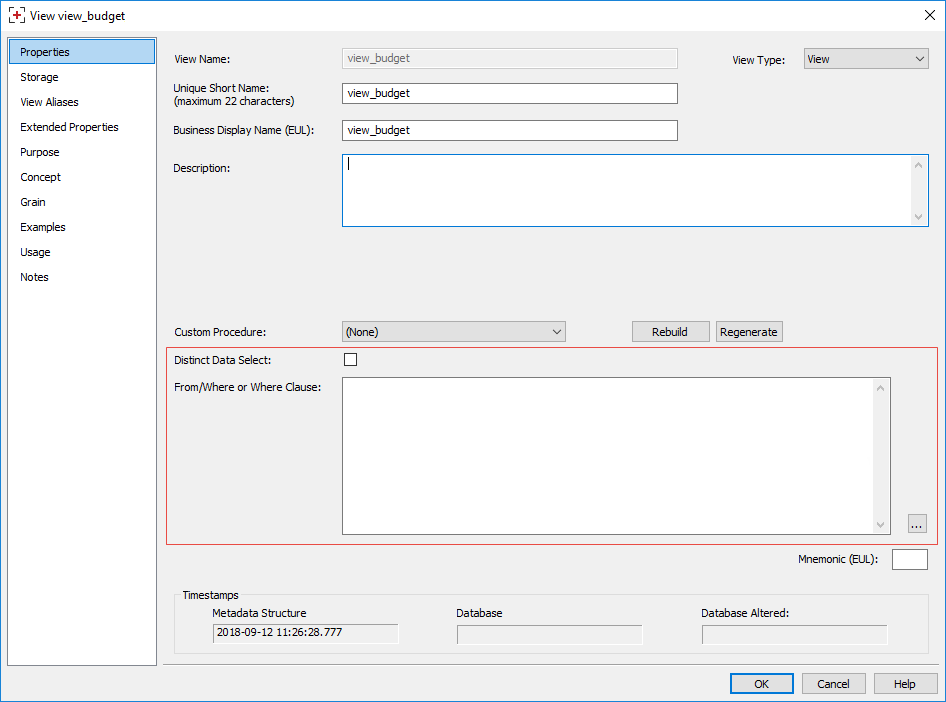 View view_budget
Properties
Storage
View Aliases
Extended Properties
Purpose
Concept
Grain
Examples
Usage
Notes
View Name: view_budget View Type: View
Unique Short Name:
(maximum 22 characters) view_budget
Business Display Name (EUL): view_budget
Description:
Custom Procedure: (None) Rebuild Regenerate
Distinct Data Select:
From/Where or Where Clause:
...
Mnemonic (EUL):
Timestamps
Metadata Structure Database Database Altered:
2018-09-12 11:26:28.777
OK Cancel Help